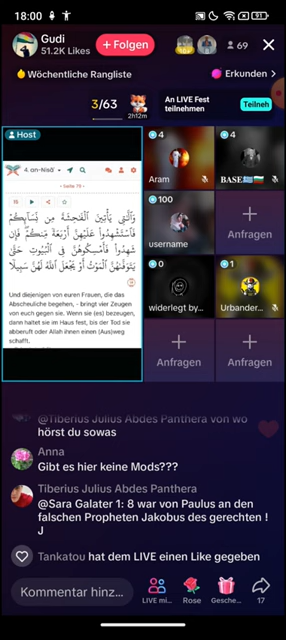 18:00
91
Gudi
51.2K Likes
+ Folgen
69
Wöchentliche Rangliste
Erkunden >
3/63
2h12m
An LIVE Fest
teilnehmen
Teilneh
Host
4. an-Nisāʾ
- Seite 79 -
15
وَٱلَّٰتِي يَأۡتِينَ ٱلۡفَٰحِشَةَ مِن نِّسَآئِكُمۡ
فَٱسۡتَشۡهِدُواْ عَلَيۡهِنَّ أَرۡبَعَةٗ مِّنكُمۡۖ فَإِن
شَهِدُواْ فَأَمۡسِكُوهُنَّ فِي ٱلۡبُيُوتِ حَتَّىٰ
يَتَوَفَّىٰهُنَّ ٱلۡمَوۡتُ أَوۡ يَجۡعَلَ ٱللَّهُ لَهُنَّ سَبِيلٗا
Und diejenigen von euren Frauen, die das
Abscheuliche begehen, - bringt vier Zeugen
von euch gegen sie. Wenn sie (es) bezeugen,
dann haltet sie im Haus fest, bis der Tod sie
abberuft oder Allah ihnen einen (Aus)weg
schafft.
4
Aram
4
BASE
100
username
Anfragen
0
widerlegt by...
1
Urbander...
Anfragen
Anfragen
@Tiberius Julius Abdes Panthera von wo
hörst du sowas
Anna
Gibt es hier keine Mods???
Tiberius Julius Abdes Panthera
@Sara Galater 1: 8 war von Paulus an den
falschen Propheten Jakobus des gerechten !
J
Tankatou hat dem LIVE einen Like gegeben
Kommentar hinz...
LIVE mi...
Rose
Gesche...
17